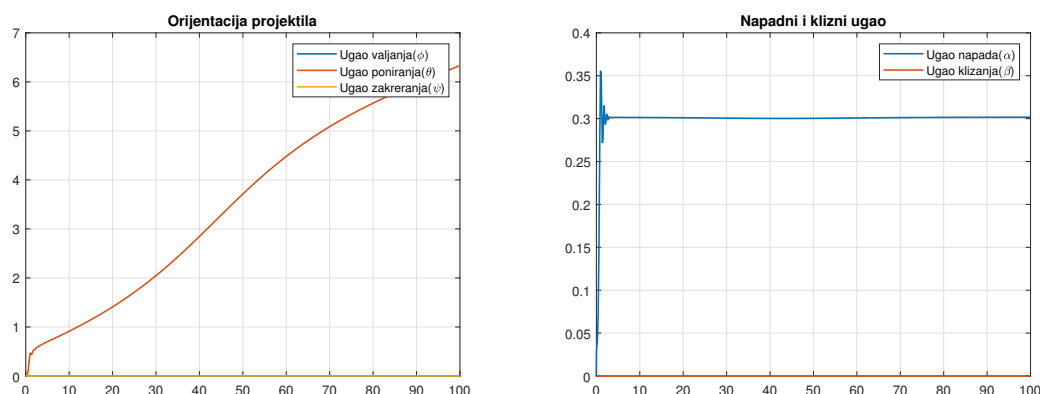 Orijentacija projektila
7
6
5
4
3
2
1
0
0 10 20 30 40 50 60 70 80 90 100
Ugao valjanja(ϕ)
Ugao poniranja(θ)
Ugao zakreranja(ψ)
Napadni i klizni ugao
0.4
0.35
0.3
0.25
0.2
0.15
0.1
0.05
0
0 10 20 30 40 50 60 70 80 90 100
Ugao napada(α)
Ugao klizanja(β)